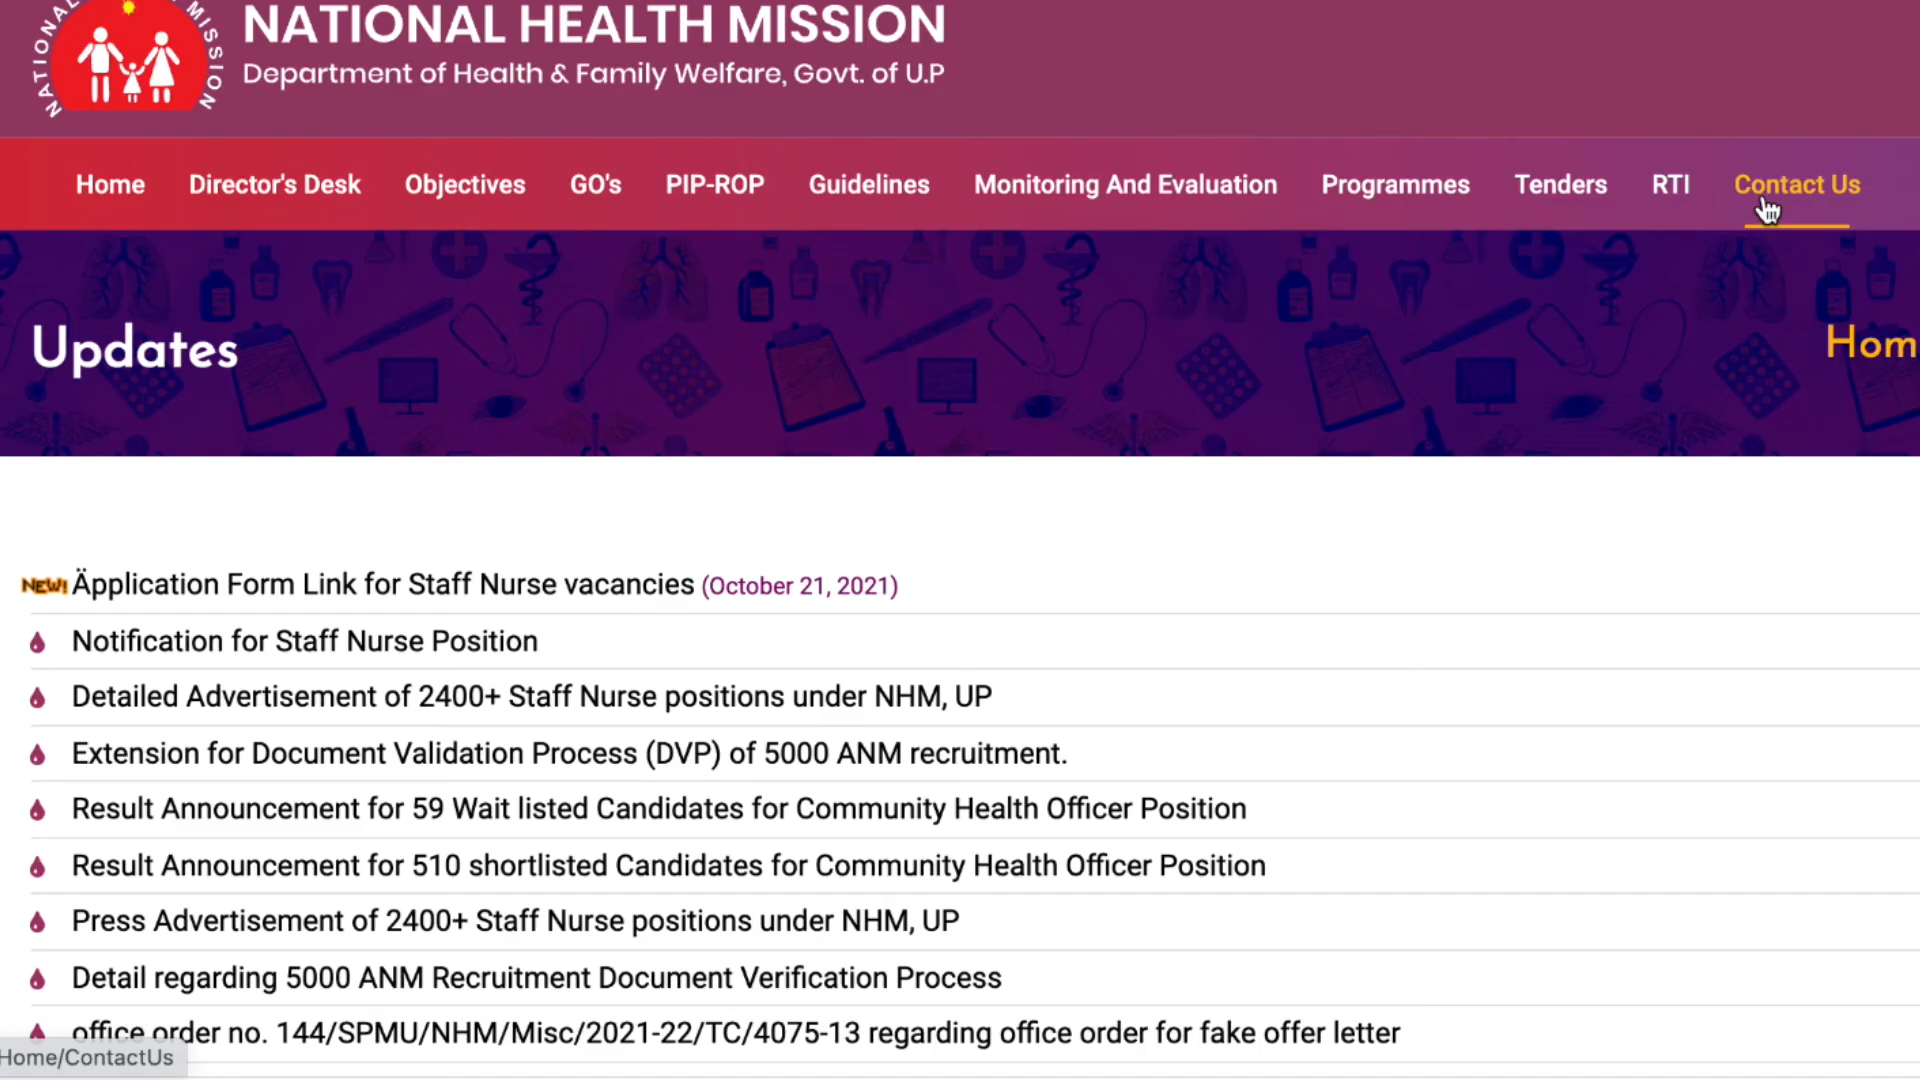 NATIONAL MISSION
NATIONAL HEALTH MISSION
Department of Health & Family Welfare, Govt. of U.P
Home Director's Desk Objectives GO's PIP-ROP Guidelines Monitoring And Evaluation Programmes Tenders RTI Contact Us
Updates
Hom
NEW! Äpplication Form Link for Staff Nurse vacancies (October 21, 2021)
Notification for Staff Nurse Position
Detailed Advertisement of 2400+ Staff Nurse positions under NHM, UP
Extension for Document Validation Process (DVP) of 5000 ANM recruitment.
Result Announcement for 59 Wait listed Candidates for Community Health Officer Position
Result Announcement for 510 shortlisted Candidates for Community Health Officer Position
Press Advertisement of 2400+ Staff Nurse positions under NHM, UP
Detail regarding 5000 ANM Recruitment Document Verification Process
office order no. 144/SPMU/NHM/Misc/2021-22/TC/4075-13 regarding office order for fake offer letter
Home/ContactUs